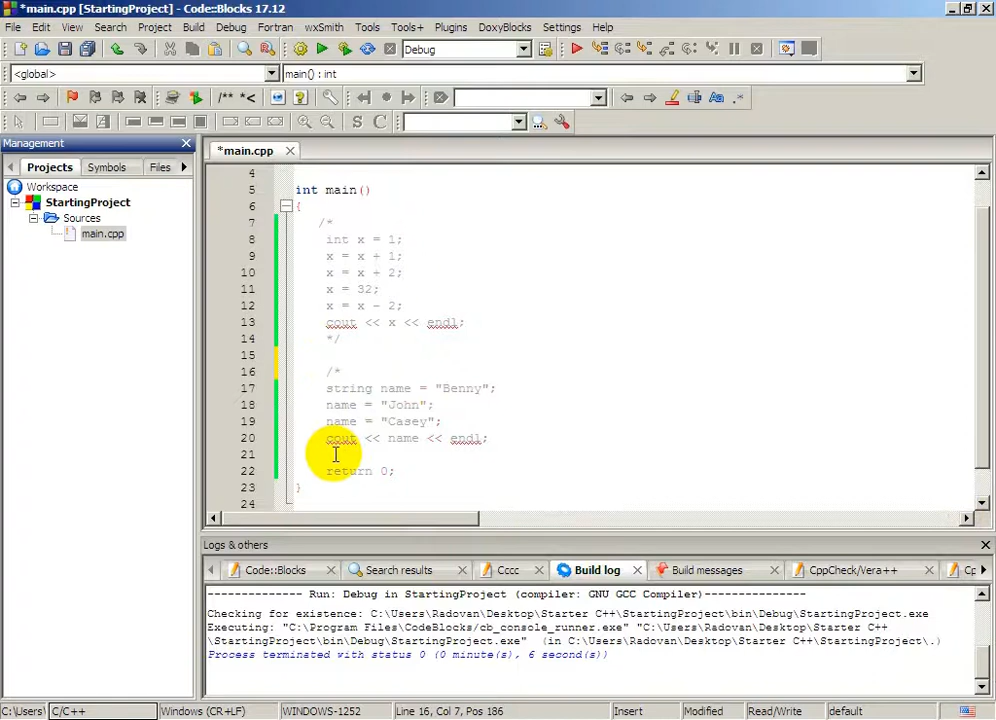 *main.cpp [StartingProject] - Code::Blocks 17.12
File Edit View Search Project Build Debug Fortran wxSmith Tools Tools+ Plugins DoxyBlocks Settings Help
Debug
<global> main() : int
/** *<
S C
Management
Projects Symbols Files
Workspace
StartingProject
Sources
main.cpp
*main.cpp
4
5 int main()
6 {
7 /*
8 int x = 1;
9 x = x + 1;
10 x = x + 2;
11 x = 32;
12 x = x - 2;
13 cout << x << endl;
14 */
15
16 /*
17 string name = "Benny";
18 name = "John";
19 name = "Casey";
20 cout << name << endl;
21
22 return 0;
23 }
24
Logs & others
Code::Blocks Search results Cccc Build log Build messages CppCheck/Vera++ Cp
-------------- Run: Debug in StartingProject (compiler: GNU GCC Compiler)---------------
Checking for existence: C:\Users\Radovan\Desktop\Starter C++\StartingProject\bin\Debug\StartingProject.exe
Executing: "C:\Program Files\CodeBlocks/cb_console_runner.exe" "C:\Users\Radovan\Desktop\Starter C++
\StartingProject\bin\Debug\StartingProject.exe" (in C:\Users\Radovan\Desktop\Starter C++\StartingProject\.)
Process terminated with status 0 (0 minute(s), 6 second(s))
C:\Users\ C/C++ Windows (CR+LF) WINDOWS-1252 Line 16, Col 7, Pos 186 Insert Modified Read/Write default